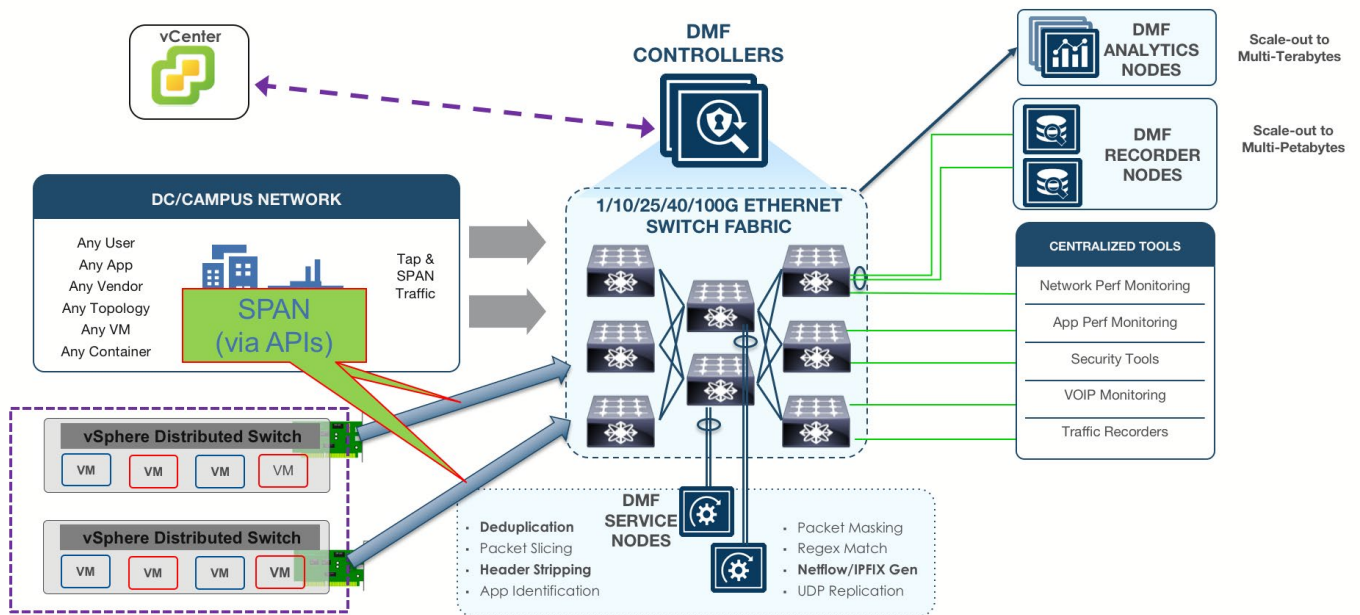 vCenter
DMF
CONTROLLERS
DMF
ANALYTICS
NODES
Scale-out to
Multi-Terabytes
DMF
RECORDER
NODES
Scale-out to
Multi-Petabytes
DC/CAMPUS NETWORK
Any User
Any App
Any Vendor
Any Topology
Any VM
Any Container
Tap &
SPAN
Traffic
SPAN
(via APIs)
1/10/25/40/100G ETHERNET
SWITCH FABRIC
CENTRALIZED TOOLS
Network Perf Monitoring
App Perf Monitoring
Security Tools
VOIP Monitoring
Traffic Recorders
vSphere Distributed Switch
VM VM VM VM
vSphere Distributed Switch
VM VM VM VM
DMF
SERVICE
NODES
• Deduplication
• Packet Slicing
• Header Stripping
• App Identification
• Packet Masking
• Regex Match
• Netflow/IPFIX Gen
• UDP Replication